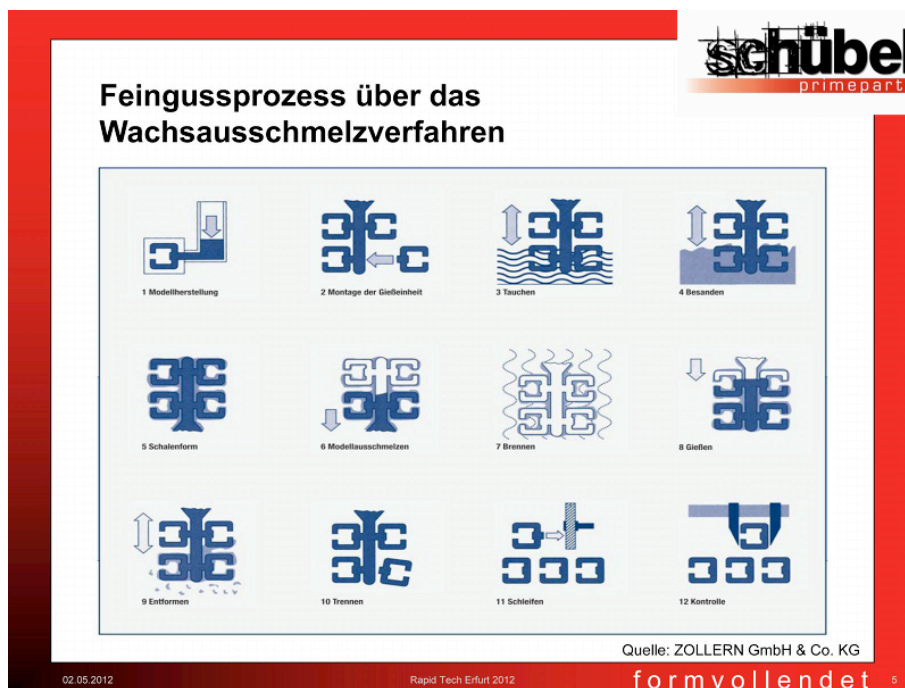 schübel
primepart
Feingussprozess über das
Wachsausschmelzverfahren
1 Modellherstellung
2 Montage der Gießeinheit
3 Tauchen
4 Besanden
5 Schalenform
6 Modellausschmelzen
7 Brennen
8 Gießen
9 Entformen
10 Trennen
11 Schleifen
12 Kontrolle
Quelle: ZOLLERN GmbH & Co. KG
02.05.2012
Rapid Tech Erfurt 2012
formvollendet
5